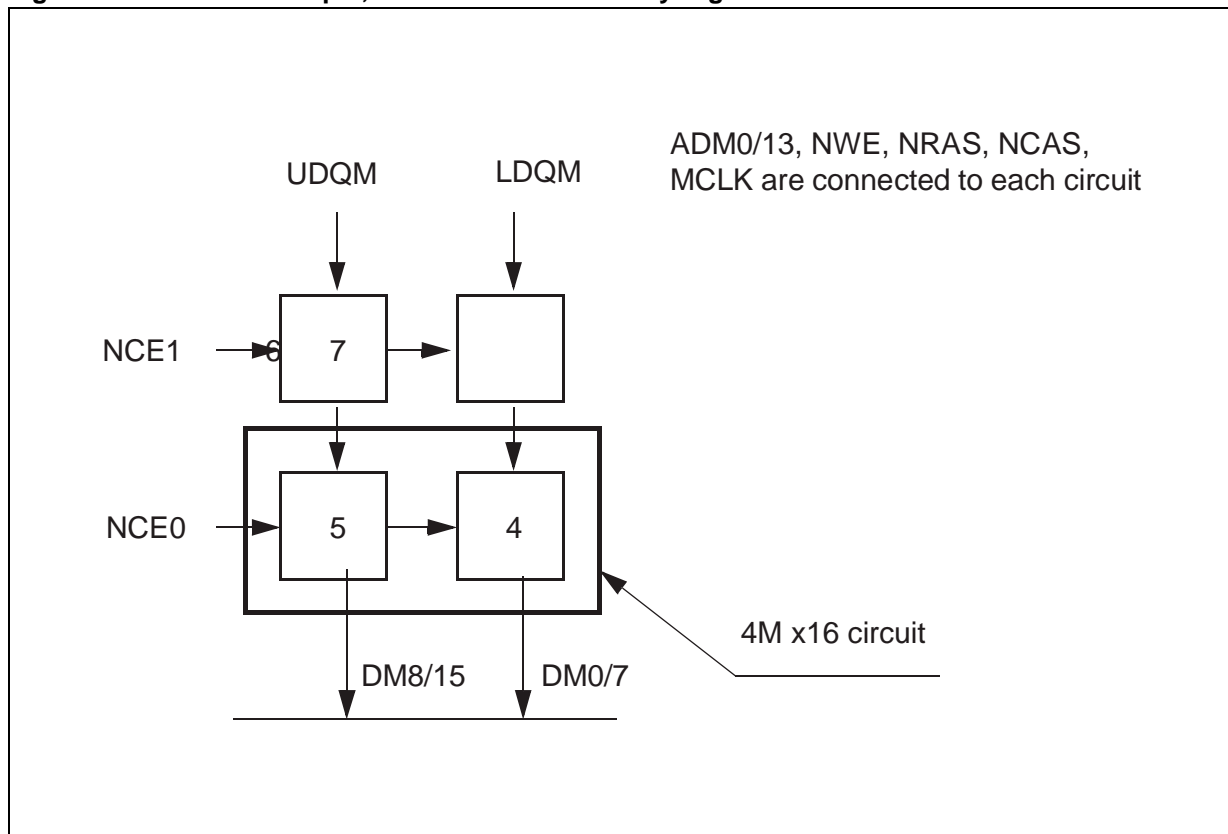 ADM0/13, NWE, NRAS, NCAS,
MCLK are connected to each circuit
UDQM
LDQM
NCE1
6
7
NCE0
5
4
4M x16 circuit
DM8/15
DM0/7